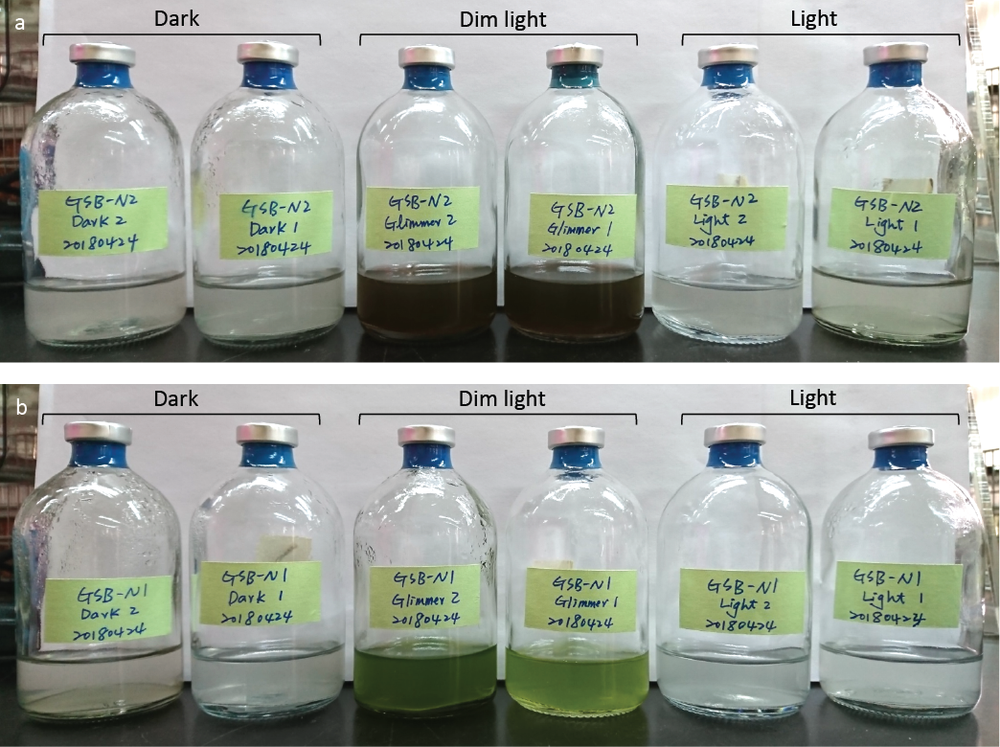 a
Dark
Dim light
Light
GSB-N2
Dark 2
20180424
GSB-N2
Dark 1
20180424
GSB-N2
Glimmer 2
20180424
GSB-N2
Glimmer 1
20180424
GSB-N2
Light 2
20180424
GSB-N2
Light 1
20180424
b
Dark
Dim light
Light
GSB-N1
Dark 2
20180424
GSB-N1
Dark 1
20180424
GSB-N1
Glimmer 2
20180424
GSB-N1
Glimmer 1
20180424
GSB-N1
Light 2
20180424
GSB-N1
Light 1
20180424